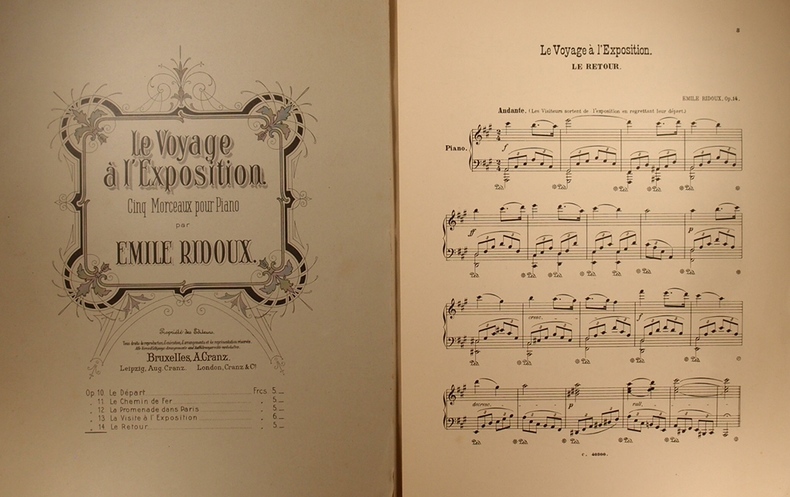 Le Voyage
à l'Exposition.
Cinq Morceaux pour Piano
par
EMILE RIDOUX.
Propriété des Editeurs
Bruxelles, A. Cranz.
Leipzig, Aug. Cranz. London, Cranz & Co.
Op 10 Le Départ Frcs 5._
„ 11 Le Chemin de fer „ 5._
„ 12 La Promenade dans Paris „ 5._
„ 13 La Visite à l'Exposition „ 6._
„ 14 Le Retour „ 5._
Le Voyage à l'Exposition.
LE RETOUR.
EMILE RIDOUX, Op.14.
Andante. (Les Visiteurs sortent de l'exposition en regrettant leur départ.)
Piano.
f
ff
p
cresc.
f
p
rall.